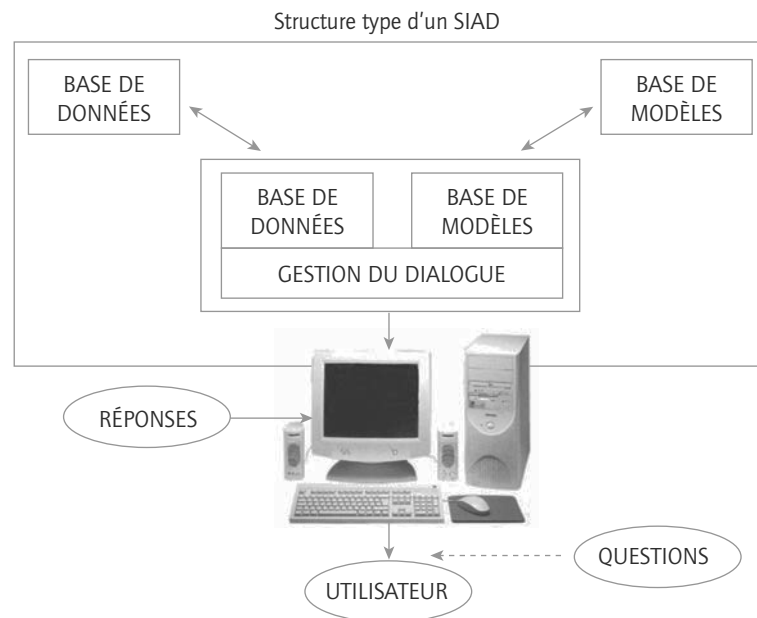 Structure type d'un SIAD
BASE DE
DONNÉES
BASE DE
MODÈLES
BASE DE
DONNÉES
BASE DE
MODÈLES
GESTION DU DIALOGUE
RÉPONSES
QUESTIONS
UTILISATEUR